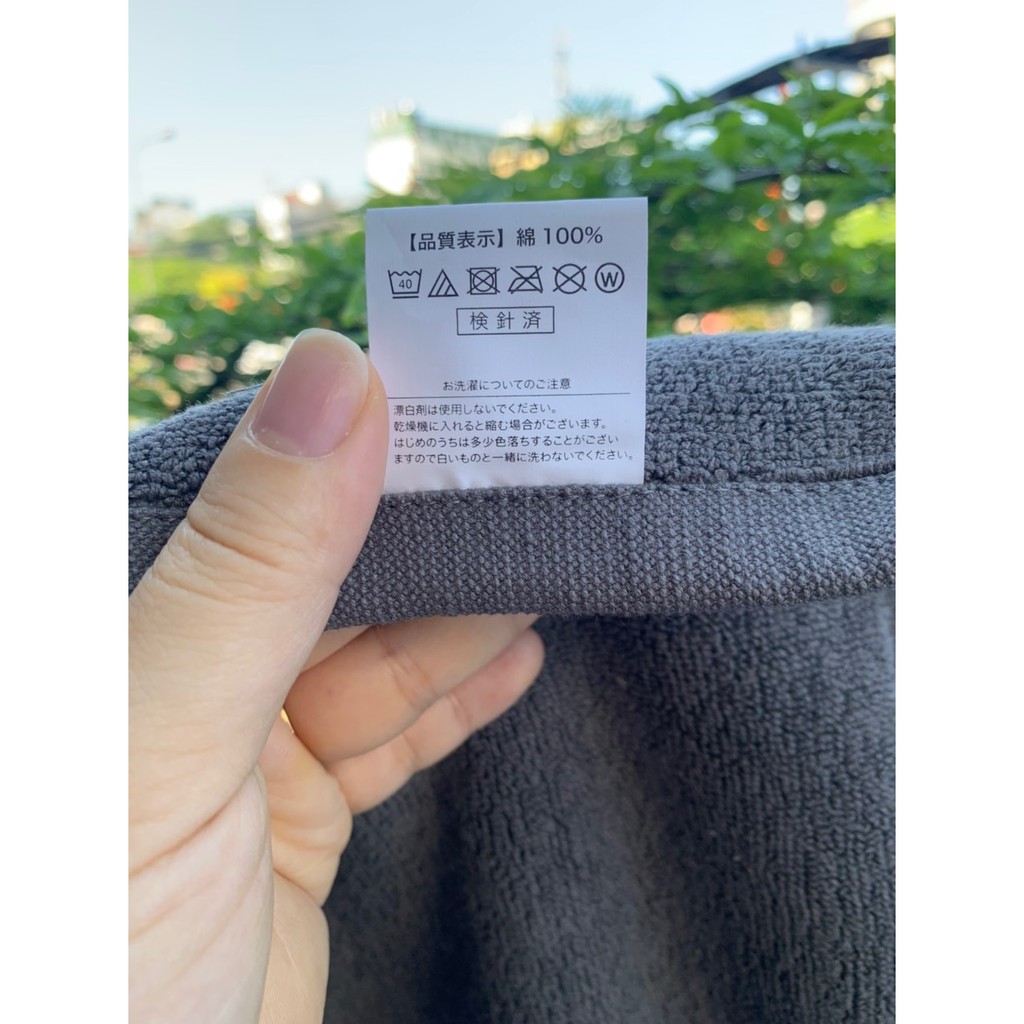 【品質表示】綿100%
40 W
検針済
お洗濯についてのご注意
漂白剤は使用しないでください。
乾燥機に入れると縮む場合がございます。
はじめのうちは多少色落ちすることがござい
ますので白いものと一緒に洗わないでください。